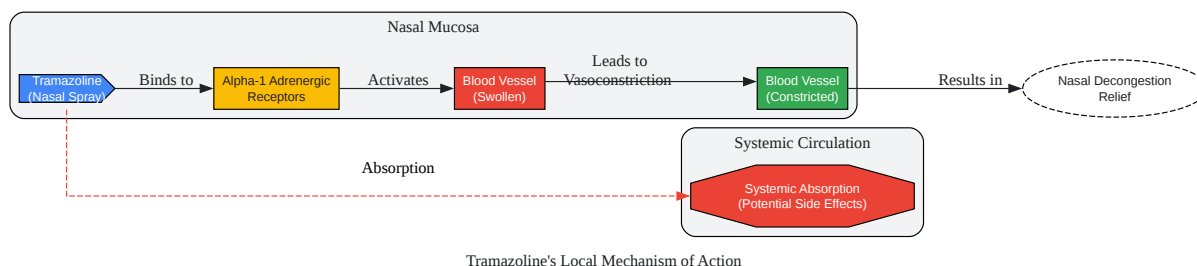 Nasal Mucosa
Tramazoline
(Nasal Spray)
Binds to
Alpha-1 Adrenergic
Receptors
Activates
Blood Vessel
(Swollen)
Leads to
Vasoconstriction
Blood Vessel
(Constricted)
Results in
Nasal Decongestion
Relief
Absorption
Systemic Circulation
Systemic Absorption
(Potential Side Effects)
Tramazoline's Local Mechanism of Action